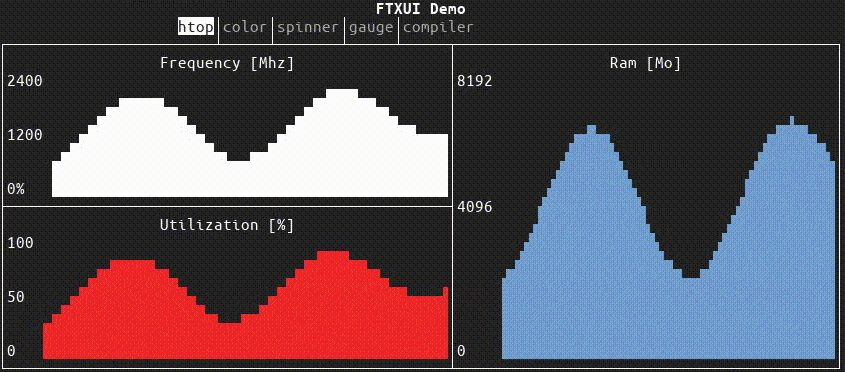 FTXUI Demo
htop color spinner gauge compiler
Frequency [Mhz]
2400
1200
0%
Utilization [%]
100
50
0
Ram [Mo]
8192
4096
0